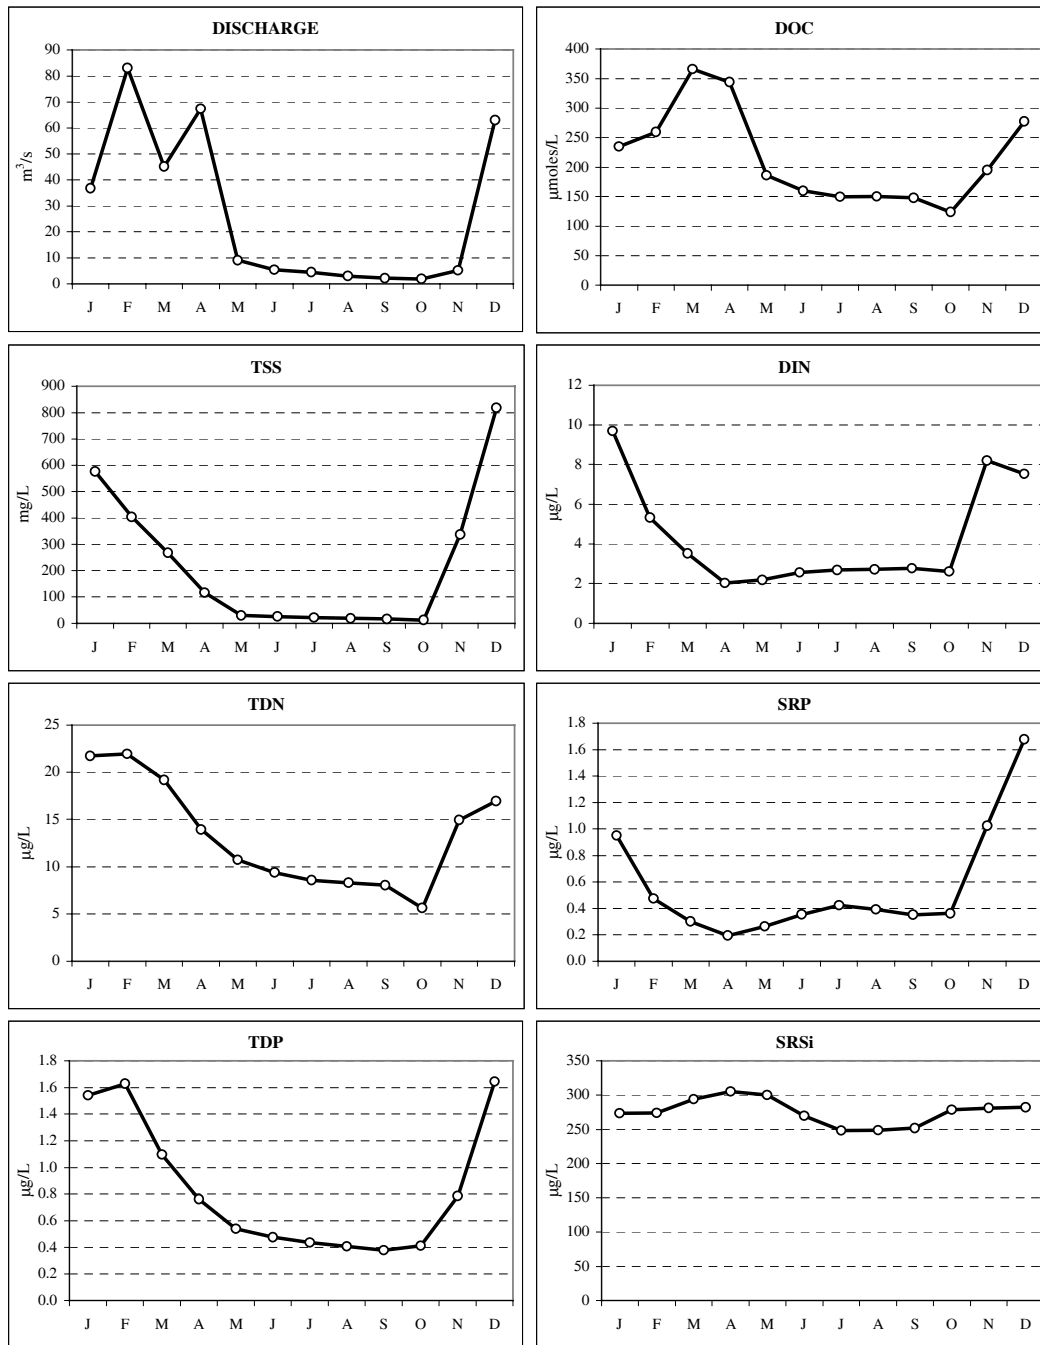 DISCHARGE
90
80
70
60
50
40
30
20
10
0
m³/s
J F M A M J J A S O N D
DOC
400
350
300
250
200
150
100
50
0
µmoles/L
J F M A M J J A S O N D
TSS
900
800
700
600
500
400
300
200
100
0
mg/L
J F M A M J J A S O N D
DIN
12
10
8
6
4
2
0
µg/L
J F M A M J J A S O N D
TDN
25
20
15
10
5
0
µg/L
J F M A M J J A S O N D
SRP
1.8
1.6
1.4
1.2
1.0
0.8
0.6
0.4
0.2
0.0
µg/L
J F M A M J J A S O N D
TDP
1.8
1.6
1.4
1.2
1.0
0.8
0.6
0.4
0.2
0.0
µg/L
J F M A M J J A S O N D
SRSi
350
300
250
200
150
100
50
0
µg/L
J F M A M J J A S O N D